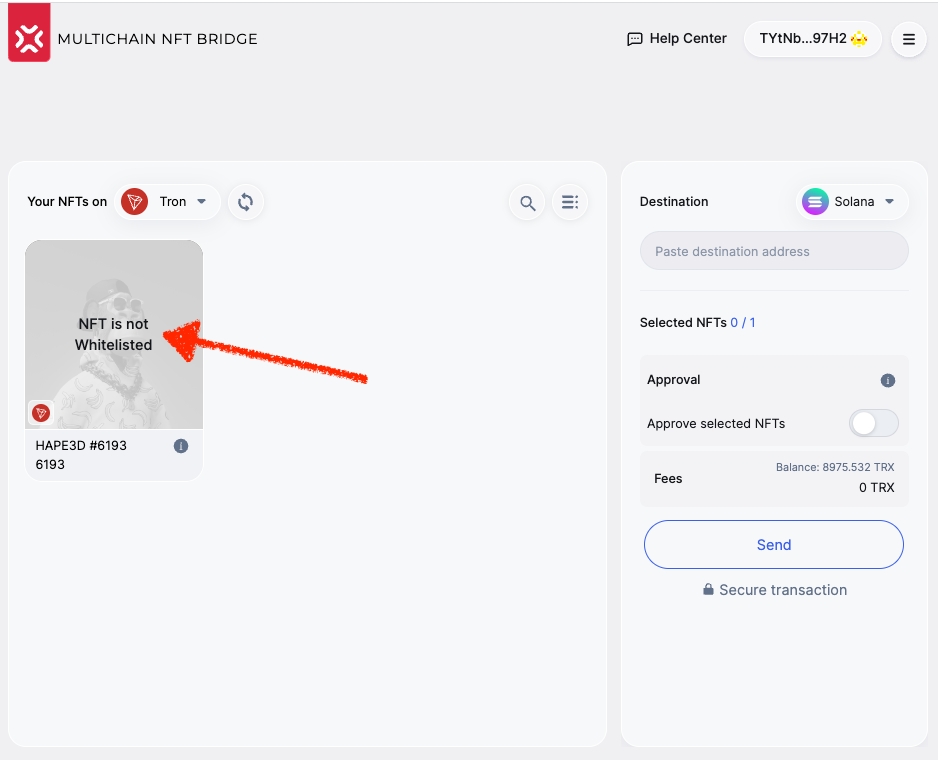 MULTICHAIN NFT BRIDGE
Help Center
TYtNb...97H2
Your NFTs on
Tron
Destination
Solana
Paste destination address
NFT is not
Whitelisted
HAPE3D #6193
6193
Selected NFTs 0 / 1
Approval
Approve selected NFTs
Fees
Balance: 8975.532 TRX
0 TRX
Send
Secure transaction